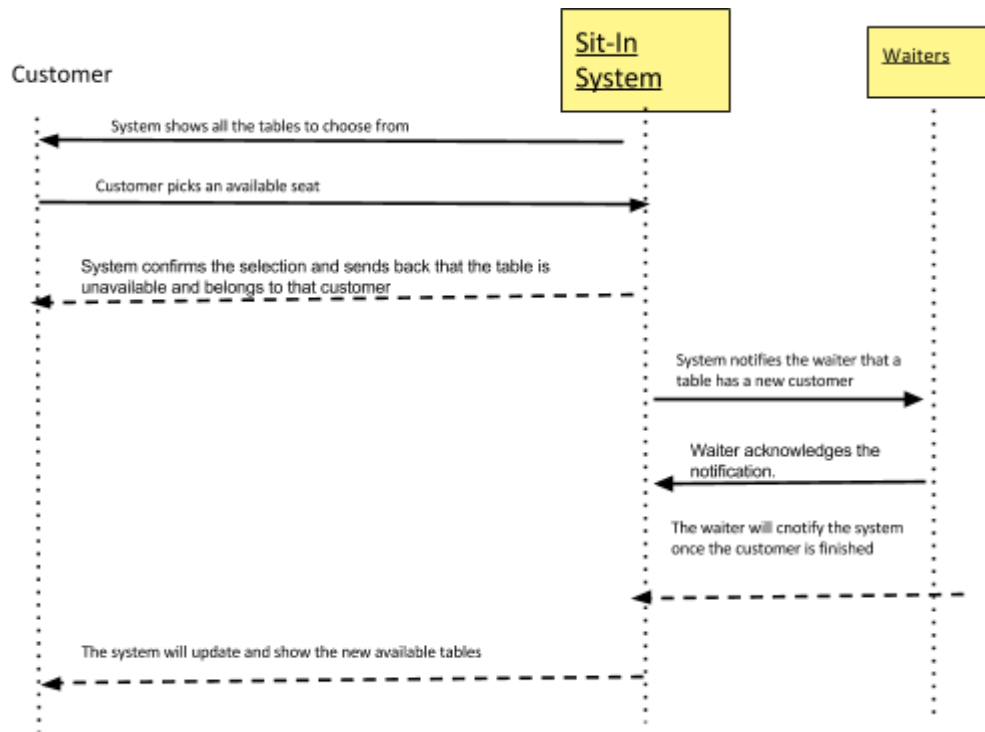 Customer
Sit-In
System
Waiters
System shows all the tables to choose from
Customer picks an available seat
System confirms the selection and sends back that the table is
unavailable and belongs to that customer
System notifies the waiter that a
table has a new customer
Waiter acknowledges the
notification.
The waiter will cnotify the system
once the customer is finished
The system will update and show the new available tables